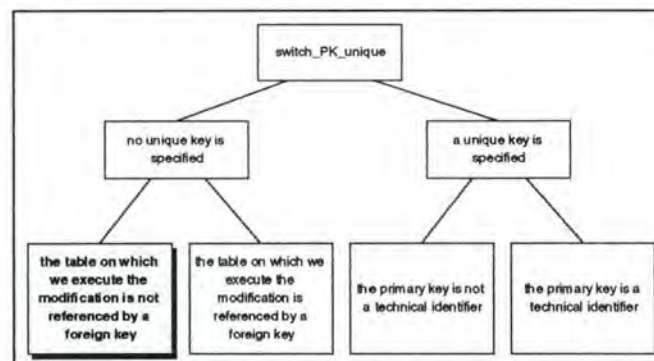 switch_PK_unique
no unique key is
specified
a unique key is
specified
the table on which
we execute the
modification is not
referenced by a
foreign key
the table on which we
execute the
modification is
referenced by a
foreign key
the primary key is not
a technical identifier
the primary key is a
technical identifier